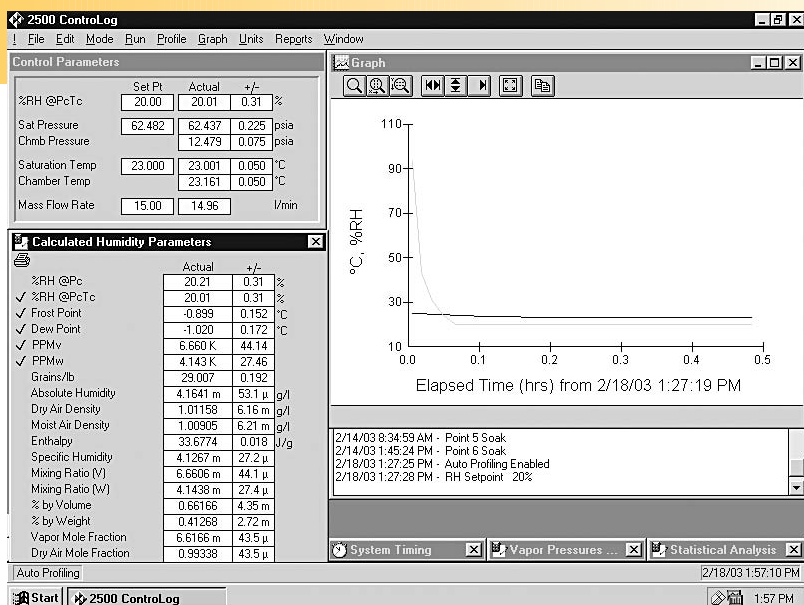 2500 ControLog
! File Edit Mode Run Profile Graph Units Reports Window
Control Parameters
Set Pt Actual +/-
%RH @PcTc 20.00 20.01 0.31 %
Sat Pressure 62.482 62.437 0.225 psia
Chmb Pressure 12.479 0.075 psia
Saturation Temp 23.000 23.001 0.050 °C
Chamber Temp 23.161 0.050 °C
Mass Flow Rate 15.00 14.96 l/min
Calculated Humidity Parameters
Actual +/-
%RH @Pc 20.21 0.31 %
✓ %RH @PcTc 20.01 0.31 %
✓ Frost Point -0.899 0.152 °C
✓ Dew Point -1.020 0.172 °C
✓ PPMv 6.660 K 44.14
✓ PPMw 4.143 K 27.46
Grains/lb 29.007 0.192
Absolute Humidity 4.1641 m 53.1 µ g/l
Dry Air Density 1.01158 6.16 m g/l
Moist Air Density 1.00905 6.21 m g/l
Enthalpy 33.6774 0.018 J/g
Specific Humidity 4.1267 m 27.2 µ
Mixing Ratio (V) 6.6606 m 44.1 µ
Mixing Ratio (W) 4.1438 m 27.4 µ
% by Volume 0.66166 4.35 m
% by Weight 0.41268 2.72 m
Vapor Mole Fraction 6.6166 m 43.5 µ
Dry Air Mole Fraction 0.99338 43.5 µ
Graph
°C, %RH
110
90
70
50
30
10
0.0 0.1 0.2 0.3 0.4 0.5
Elapsed Time (hrs) from 2/18/03 1:27:19 PM
2/14/03 8:34:59 AM - Point 5 Soak
2/14/03 1:45:24 PM - Point 6 Soak
2/18/03 1:27:25 PM - Auto Profiling Enabled
2/18/03 1:27:28 PM - RH Setpoint 20%
System Timing
Vapor Pressures ...
Statistical Analysis
Auto Profiling 2/18/03 1:57:10 PM
Start 2500 ControLog 1:57 PM